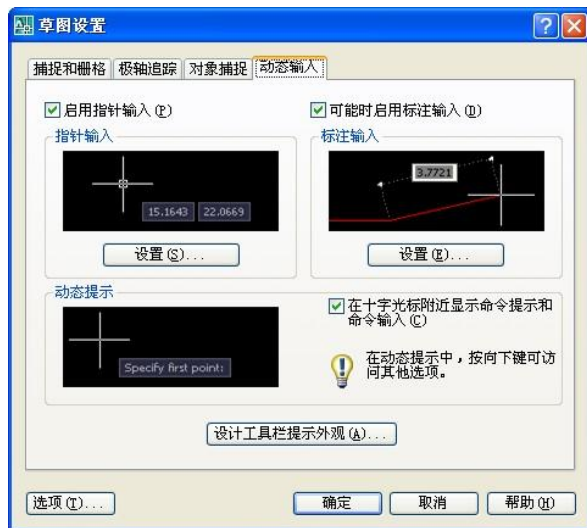 草图设置
捕捉和栅格 极轴追踪 对象捕捉 动态输入
启用指针输入(P)
可能时启用标注输入(D)
指针输入
15.1643 22.0669
设置(S)...
标注输入
3.7721
设置(E)...
动态提示
Specify first point:
在十字光标附近显示命令提示和
命令输入(C)
在动态提示中，按向下键可访
问其他选项。
设计工具栏提示外观(A)...
选项(T)...
确定
取消
帮助(H)